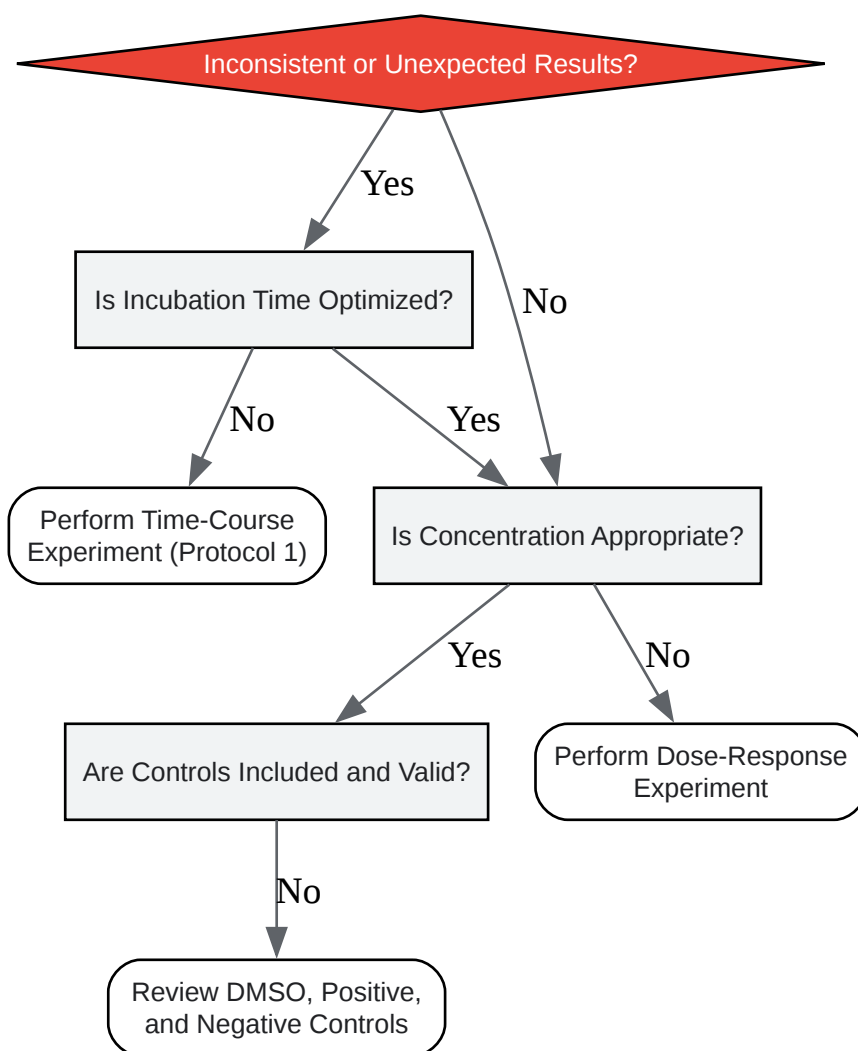 Inconsistent or Unexpected Results?
Yes
Is Incubation Time Optimized?
No
No
Yes
Perform Time-Course
Experiment (Protocol 1)
Is Concentration Appropriate?
Yes
No
Are Controls Included and Valid?
Perform Dose-Response
Experiment
No
Review DMSO, Positive,
and Negative Controls